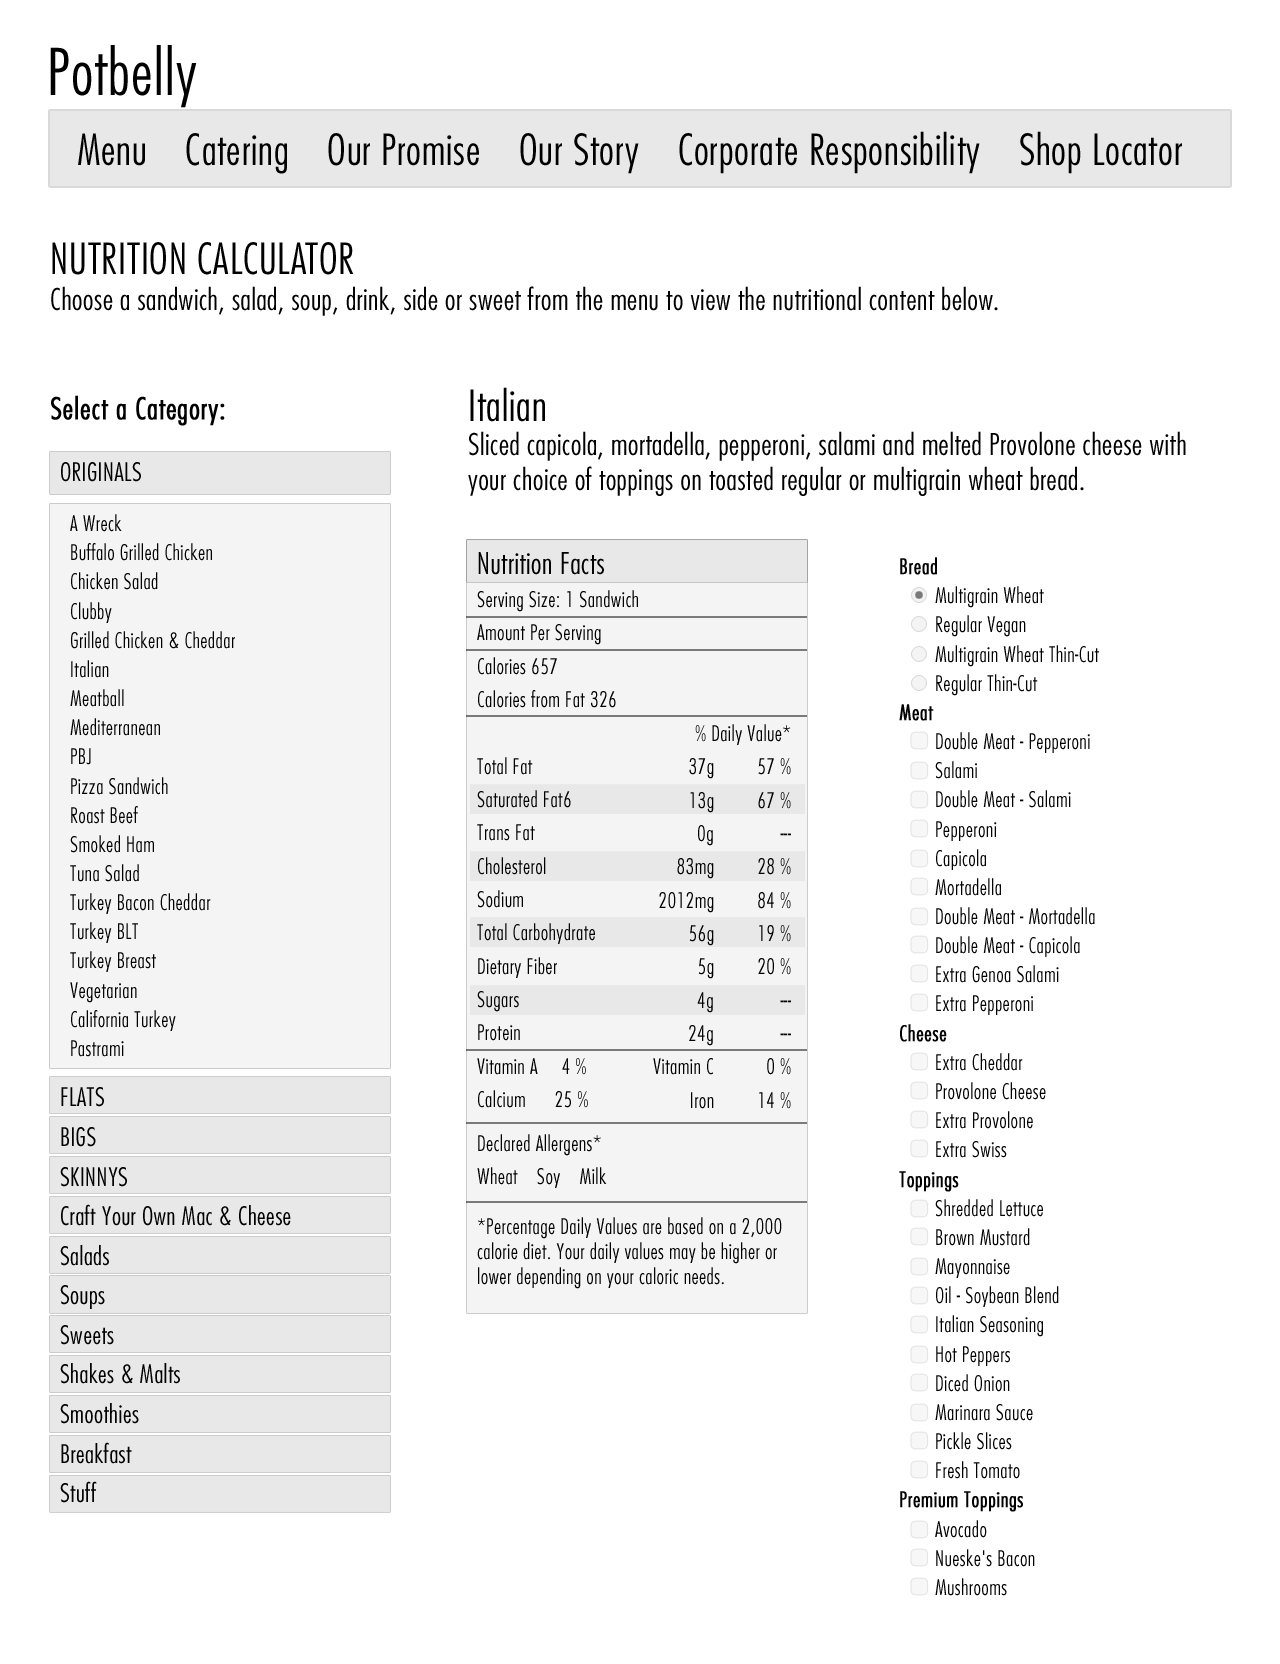 Potbelly
Menu Catering Our Promise Our Story Corporate Responsibility Shop Locator
NUTRITION CALCULATOR
Choose a sandwich, salad, soup, drink, side or sweet from the menu to view the nutritional content below.
Select a Category:
ORIGINALS
A Wreck
Buffalo Grilled Chicken
Chicken Salad
Clubby
Grilled Chicken & Cheddar
Italian
Meatball
Mediterranean
PBJ
Pizza Sandwich
Roast Beef
Smoked Ham
Tuna Salad
Turkey Bacon Cheddar
Turkey BLT
Turkey Breast
Vegetarian
California Turkey
Pastrami
FLATS
BIGS
SKINNYS
Craft Your Own Mac & Cheese
Salads
Soups
Sweets
Shakes & Malts
Smoothies
Breakfast
Stuff
Italian
Sliced capicola, mortadella, pepperoni, salami and melted Provolone cheese with
your choice of toppings on toasted regular or multigrain wheat bread.
Nutrition Facts
Serving Size: 1 Sandwich
Amount Per Serving
Calories 657
Calories from Fat 326
% Daily Value*
Total Fat 37g 57 %
Saturated Fat6 13g 67 %
Trans Fat 0g ---
Cholesterol 83mg 28 %
Sodium 2012mg 84 %
Total Carbohydrate 56g 19 %
Dietary Fiber 5g 20 %
Sugars 4g ---
Protein 24g ---
Vitamin A 4 % Vitamin C 0 %
Calcium 25 % Iron 14 %
Declared Allergens*
Wheat Soy Milk
*Percentage Daily Values are based on a 2,000
calorie diet. Your daily values may be higher or
lower depending on your caloric needs.
Bread
Multigrain Wheat
Regular Vegan
Multigrain Wheat Thin-Cut
Regular Thin-Cut
Meat
Double Meat - Pepperoni
Salami
Double Meat - Salami
Pepperoni
Capicola
Mortadella
Double Meat - Mortadella
Double Meat - Capicola
Extra Genoa Salami
Extra Pepperoni
Cheese
Extra Cheddar
Provolone Cheese
Extra Provolone
Extra Swiss
Toppings
Shredded Lettuce
Brown Mustard
Mayonnaise
Oil - Soybean Blend
Italian Seasoning
Hot Peppers
Diced Onion
Marinara Sauce
Pickle Slices
Fresh Tomato
Premium Toppings
Avocado
Nueske's Bacon
Mushrooms